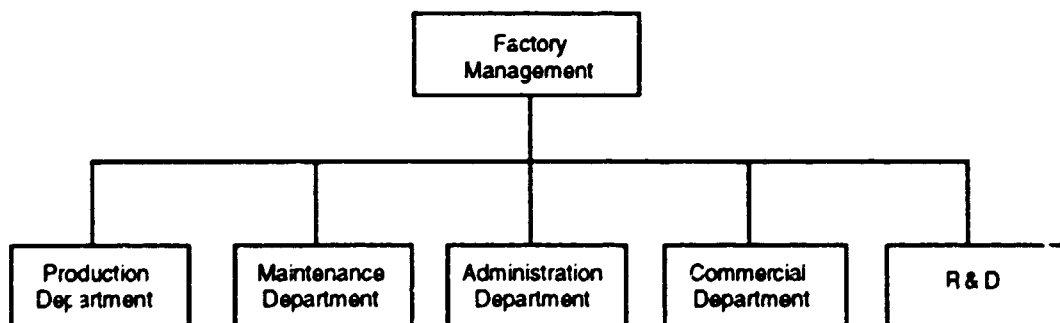 Factory
Management
Production
Department
Maintenance
Department
Administration
Department
Commercial
Department
R & D